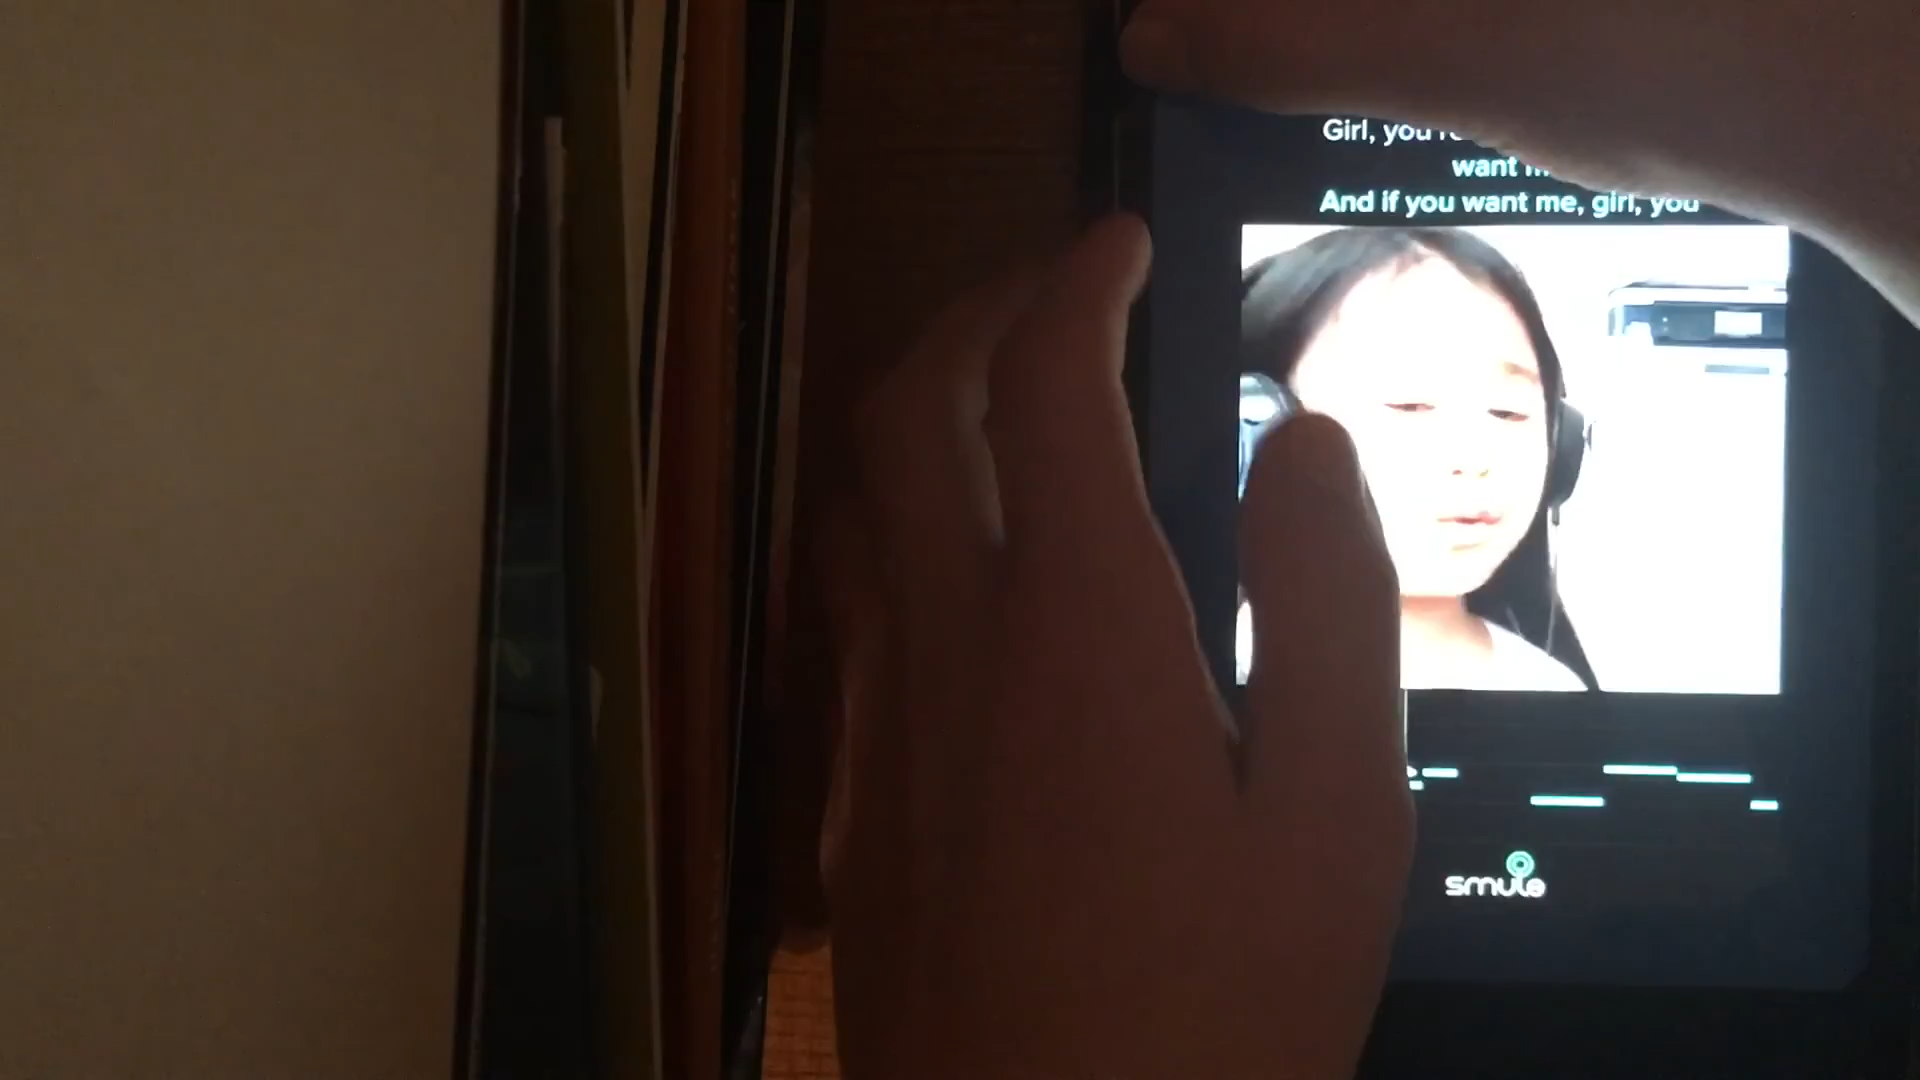 Girl, you
want
And if you want me, girl, you
smule